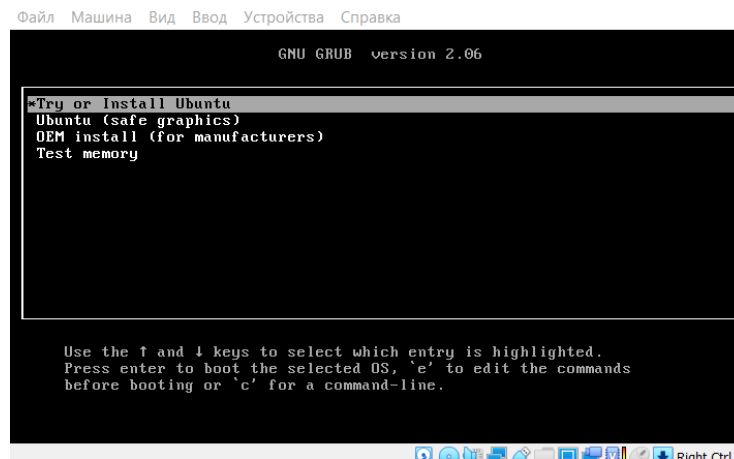 Файл Машина Вид Ввод Устройства Справка
GNU GRUB version 2.06
*Try or Install Ubuntu
Ubuntu (safe graphics)
OEM install (for manufacturers)
Test memory
Use the ↑ and ↓ keys to select which entry is highlighted.
Press enter to boot the selected OS, `e' to edit the commands
before booting or `c' for a command-line.
Right Ctrl